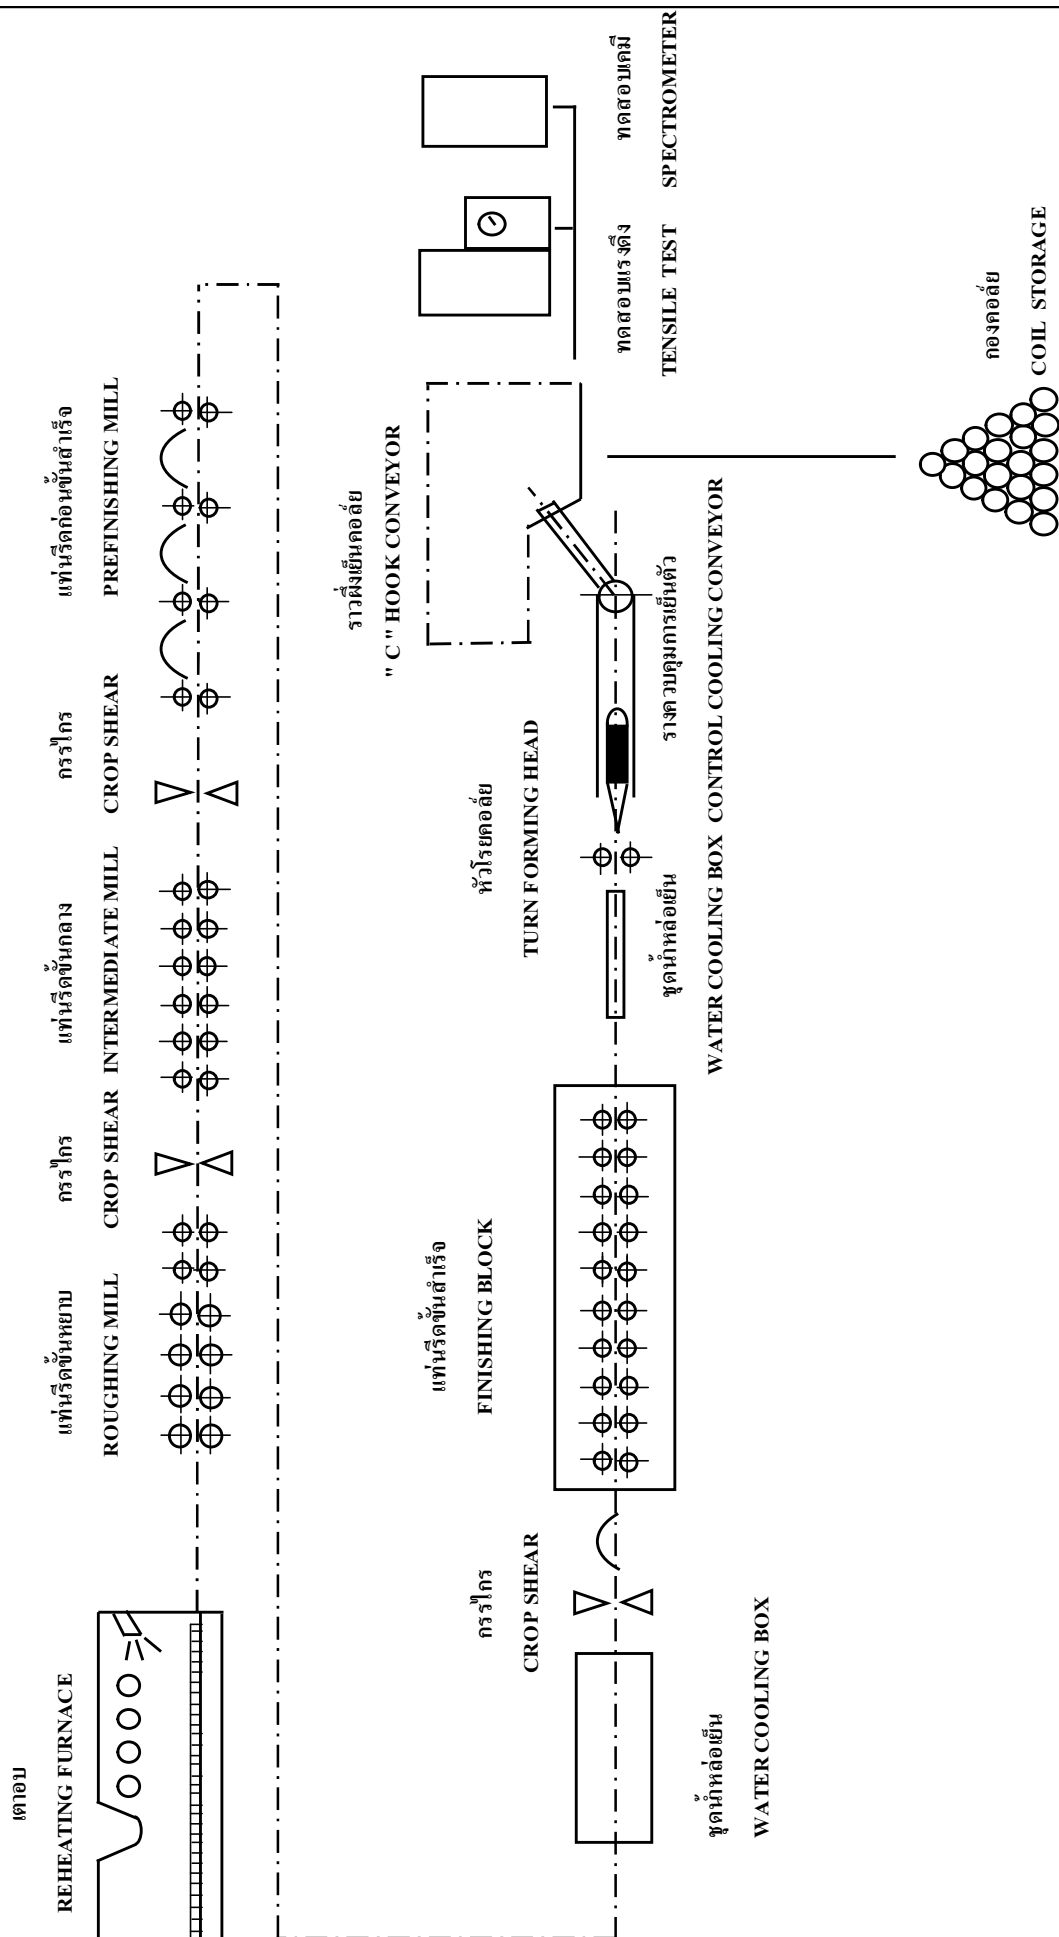 เตาอบ
REHEATING FURNACE
แท่นรีดขั้นหยาบ
ROUGHING MILL
กรรไกร
CROP SHEAR
แท่นรีดขั้นกลาง
INTERMEDIATE MILL
กรรไกร
CROP SHEAR
แท่นรีดก่อนขั้นสำเร็จ
PREFINISHING MILL
ชุดน้ำหล่อเย็น
WATER COOLING BOX
กรรไกร
CROP SHEAR
แท่นรีดขั้นสำเร็จ
FINISHING BLOCK
ชุดน้ำหล่อเย็น
WATER COOLING BOX
หัวโรยคอล์ย
TURN FORMING HEAD
รางควบคุมการเย็นตัว
CONTROL COOLING CONVEYOR
ราวผึ่งเย็นคอล์ย
" C " HOOK CONVEYOR
ทดสอบแรงดึง
TENSILE TEST
ทดสอบเคมี
SPECTROMETER
กองคอล์ย
COIL STORAGE